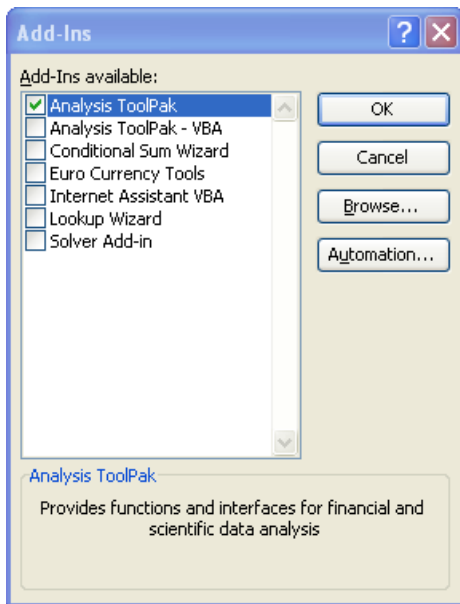 Add-Ins
Add-Ins available:
Analysis ToolPak
Analysis ToolPak - VBA
Conditional Sum Wizard
Euro Currency Tools
Internet Assistant VBA
Lookup Wizard
Solver Add-in
OK
Cancel
Browse...
Automation...
Analysis ToolPak
Provides functions and interfaces for financial and
scientific data analysis